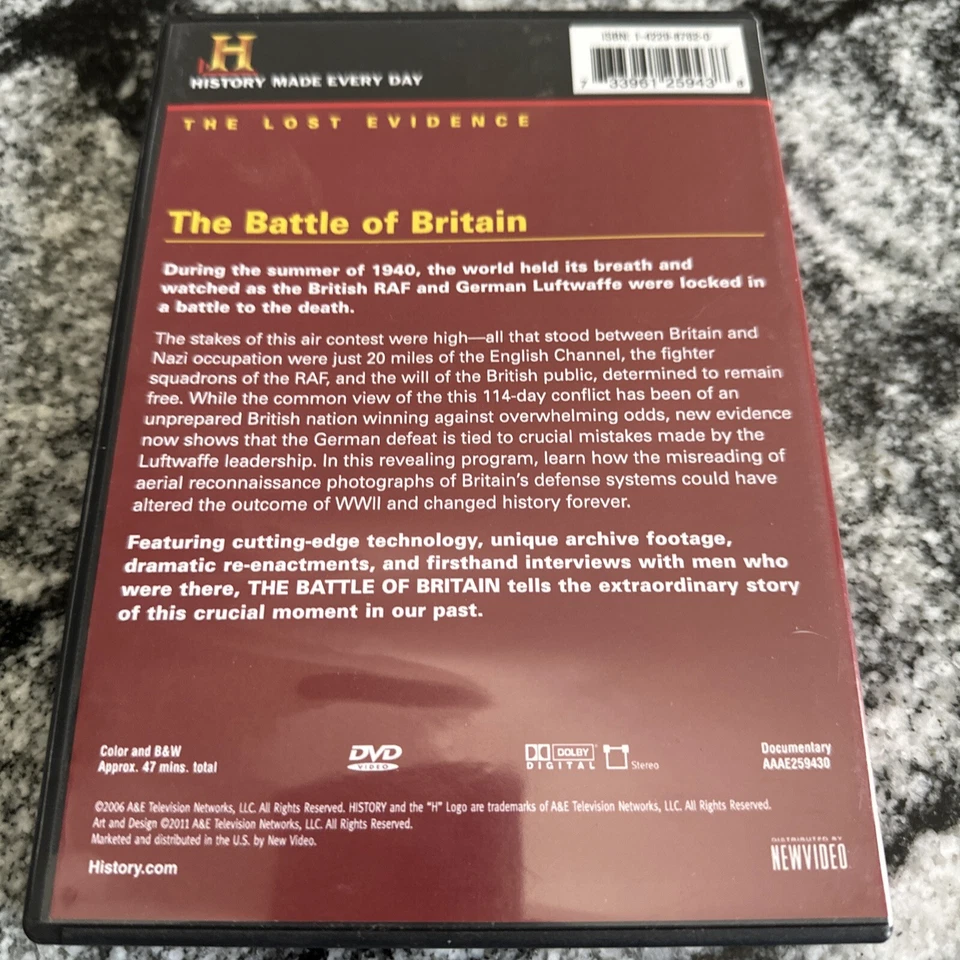 ISBN: 1-4229-8782-0
H
HISTORY MADE EVERY DAY
7 33961 25943 8
THE LOST EVIDENCE
The Battle of Britain
During the summer of 1940, the world held its breath and
watched as the British RAF and German Luftwaffe were locked in
a battle to the death.
The stakes of this air contest were high—all that stood between Britain and
Nazi occupation were just 20 miles of the English Channel, the fighter
squadrons of the RAF, and the will of the British public, determined to remain
free. While the common view of the this 114-day conflict has been of an
unprepared British nation winning against overwhelming odds, new evidence
now shows that the German defeat is tied to crucial mistakes made by the
Luftwaffe leadership. In this revealing program, learn how the misreading of
aerial reconnaissance photographs of Britain's defense systems could have
altered the outcome of WWII and changed history forever.
Featuring cutting-edge technology, unique archive footage,
dramatic re-enactments, and firsthand interviews with men who
were there, THE BATTLE OF BRITAIN tells the extraordinary story
of this crucial moment in our past.
Color and B&W
Approx. 47 mins. total
DVD
VIDEO
DOLBY
DIGITAL
Stereo
Documentary
AAAE259430
©2006 A&E Television Networks, LLC. All Rights Reserved. HISTORY and the "H" Logo are trademarks of A&E Television Networks, LLC. All Rights Reserved.
Art and Design ©2011 A&E Television Networks, LLC. All Rights Reserved.
Marketed and distributed in the U.S. by New Video.
History.com
DISTRIBUTED BY
NEWVIDEO